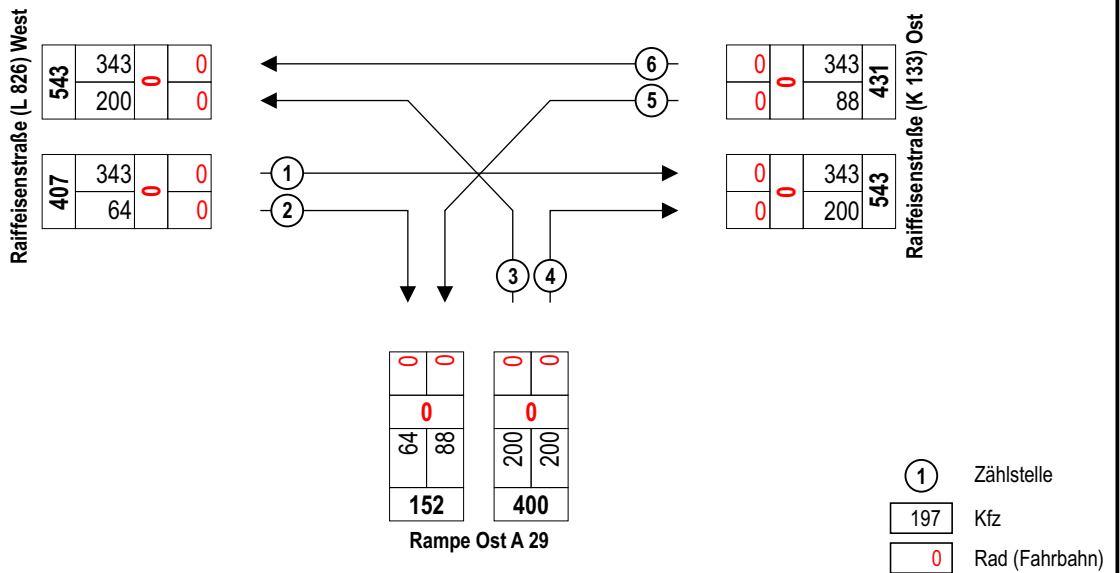 Raiffeisenstraße (L 826) West
543 343 0 0
200 0
407 343 0 0
64 0
6
5
1
2
3 4
0 0 343 431
0 88
0 0 343 543
0 200
Raiffeisenstraße (K 133) Ost
0 0 0 0
0 0
64 88 200 200
152 400
Rampe Ost A 29
1 Zählstelle
197 Kfz
0 Rad (Fahrbahn)